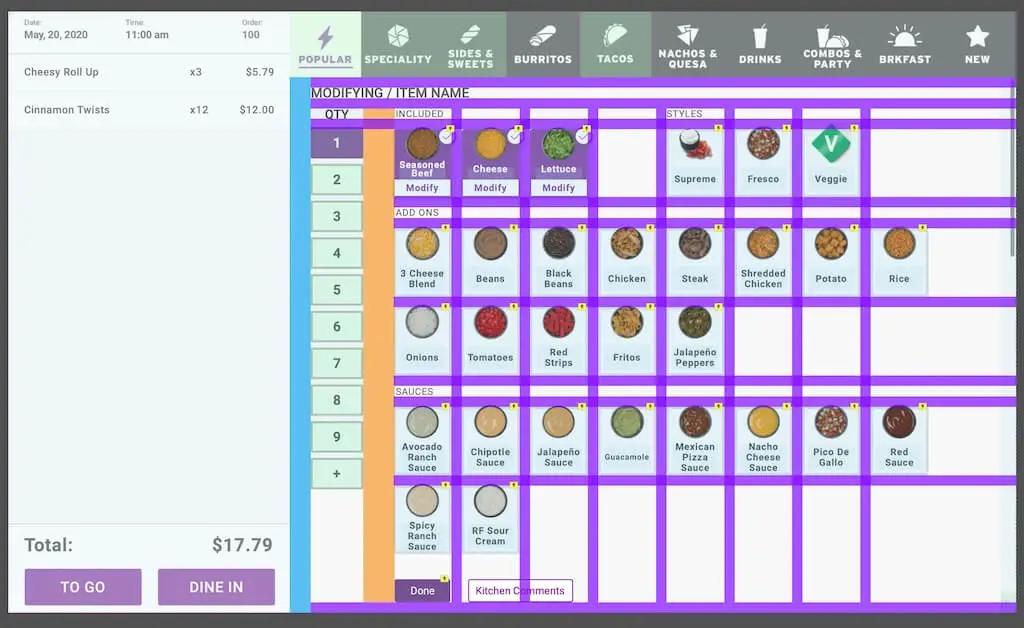 Date:
May, 20, 2020
Time:
11:00 am
Order:
100
Cheesy Roll Up x3 $5.79
Cinnamon Twists x12 $12.00
Total: $17.79
TO GO
DINE IN
POPULAR
SPECIALITY
SIDES &
SWEETS
BURRITOS
TACOS
NACHOS &
QUESA
DRINKS
COMBOS &
PARTY
BRKFAST
NEW
MODIFYING / ITEM NAME
QTY
1
2
3
4
5
6
7
8
9
+
INCLUDED
Seasoned
Beef
Modify
Cheese
Modify
Lettuce
Modify
STYLES
Supreme
Fresco
V
Veggie
ADD ONS
3 Cheese
Blend
Beans
Black
Beans
Chicken
Steak
Shredded
Chicken
Potato
Rice
Onions
Tomatoes
Red
Strips
Fritos
Jalapeño
Peppers
SAUCES
Avocado
Ranch
Sauce
Chipotle
Sauce
Jalapeño
Sauce
Guacamole
Mexican
Pizza
Sauce
Nacho
Cheese
Sauce
Pico De
Gallo
Red
Sauce
Spicy
Ranch
Sauce
RF Sour
Cream
Done
Kitchen Comments